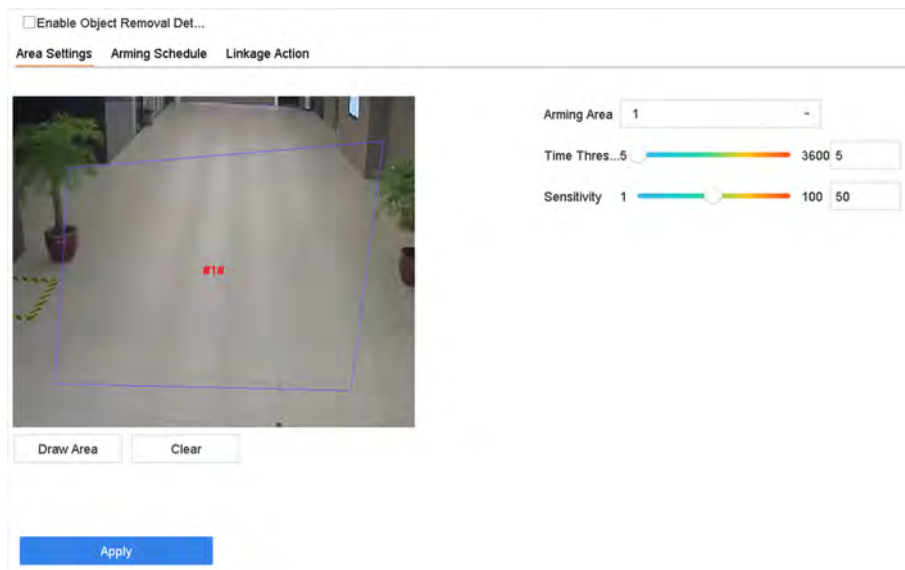 Enable Object Removal Det...
Area Settings Arming Schedule Linkage Action
Arming Area 1
Time Thres...5 3600 5
Sensitivity 1 100 50
#1#
Draw Area Clear
Apply